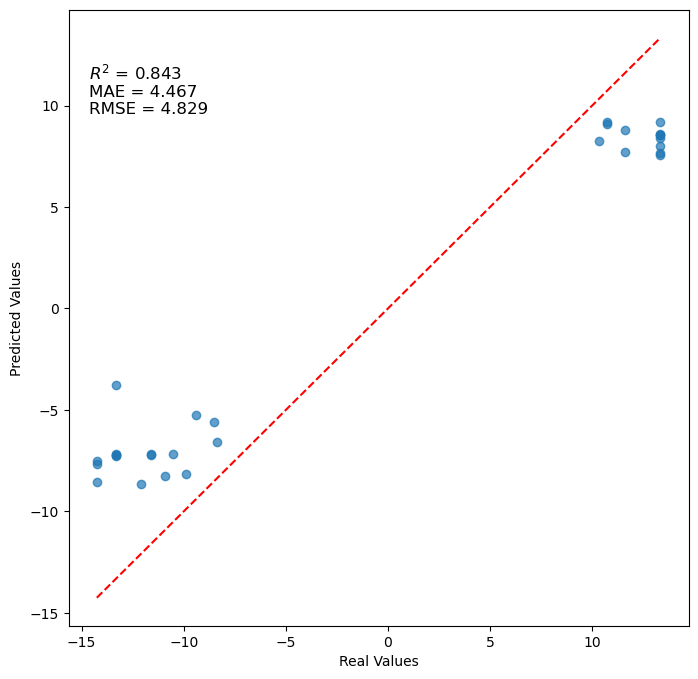 R² = 0.843
MAE = 4.467
RMSE = 4.829
10
5
0
−5
−10
−15
Predicted Values
−15 −10 −5 0 5 10
Real Values